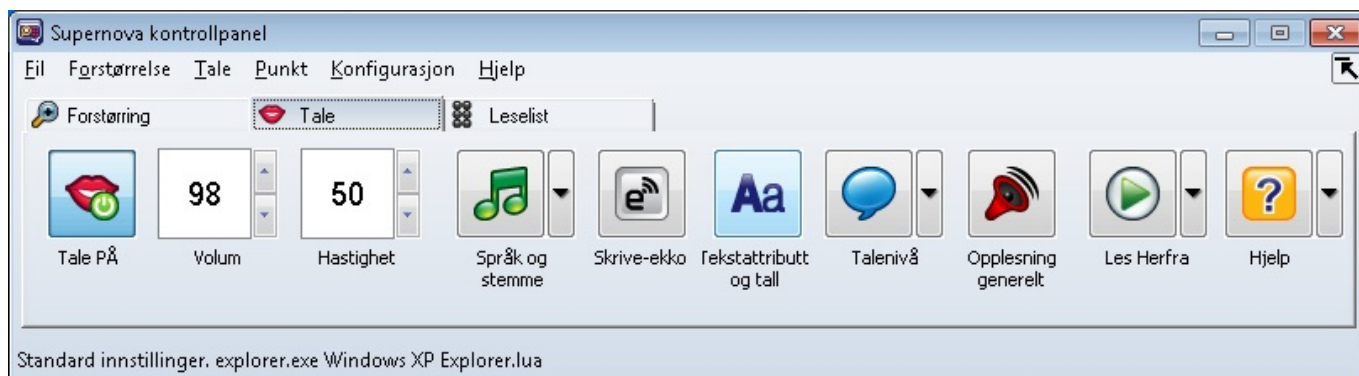 Supernova kontrollpanel
Fil Forstørrelse Tale Punkt Konfigurasjon Hjelp
Forstørring Tale Leselist
98 50 e Aa ?
Tale PÅ Volum Hastighet Språk og stemme Skrive-ekko Tekstattributt og tall Talenivå Opplesning generelt Les Herfra Hjelp
Standard innstillinger. explorer.exe Windows XP Explorer.lua